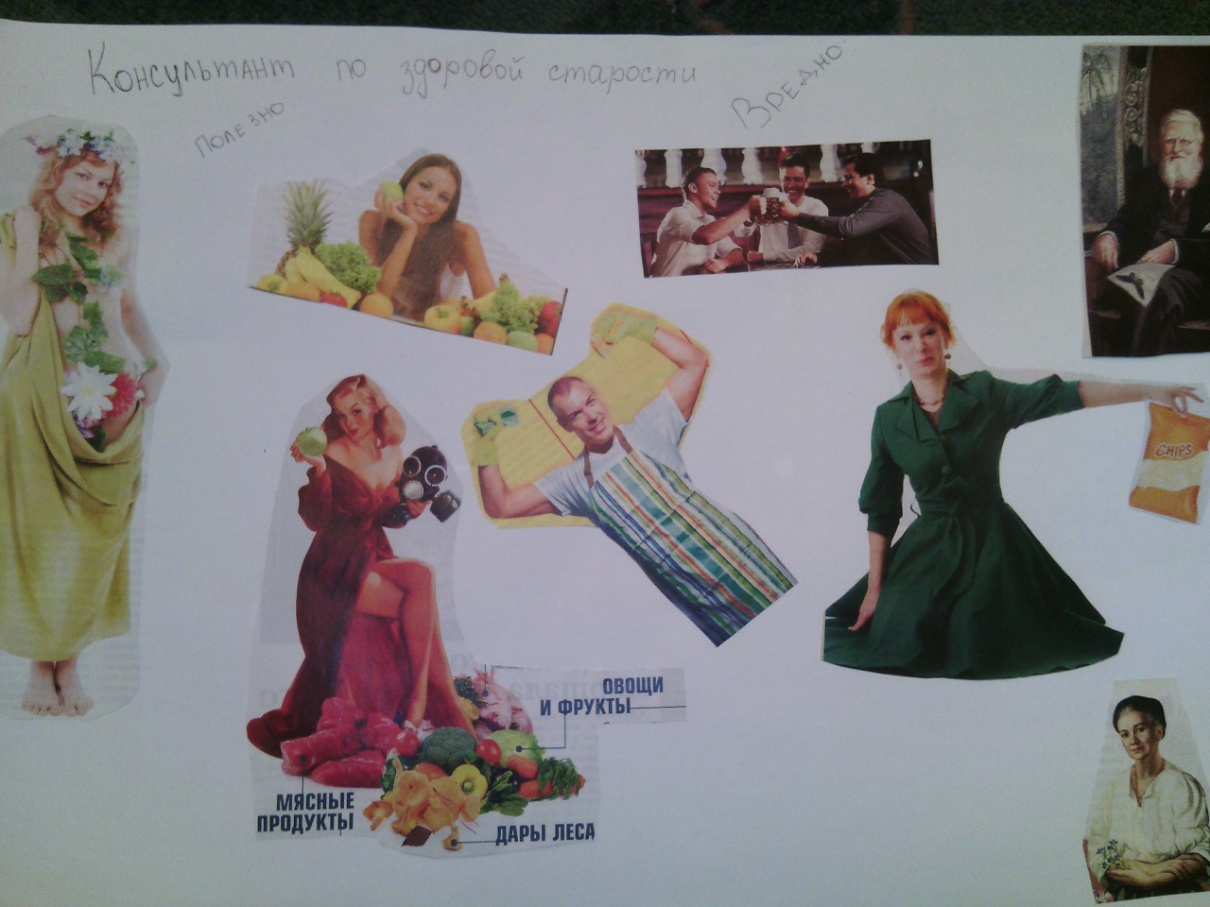 Консультант по здоровой старости
Полезно
Вредно.
CHIPS
ОВОЩИ
И ФРУКТЫ
МЯСНЫЕ
ПРОДУКТЫ
ДАРЫ ЛЕСА